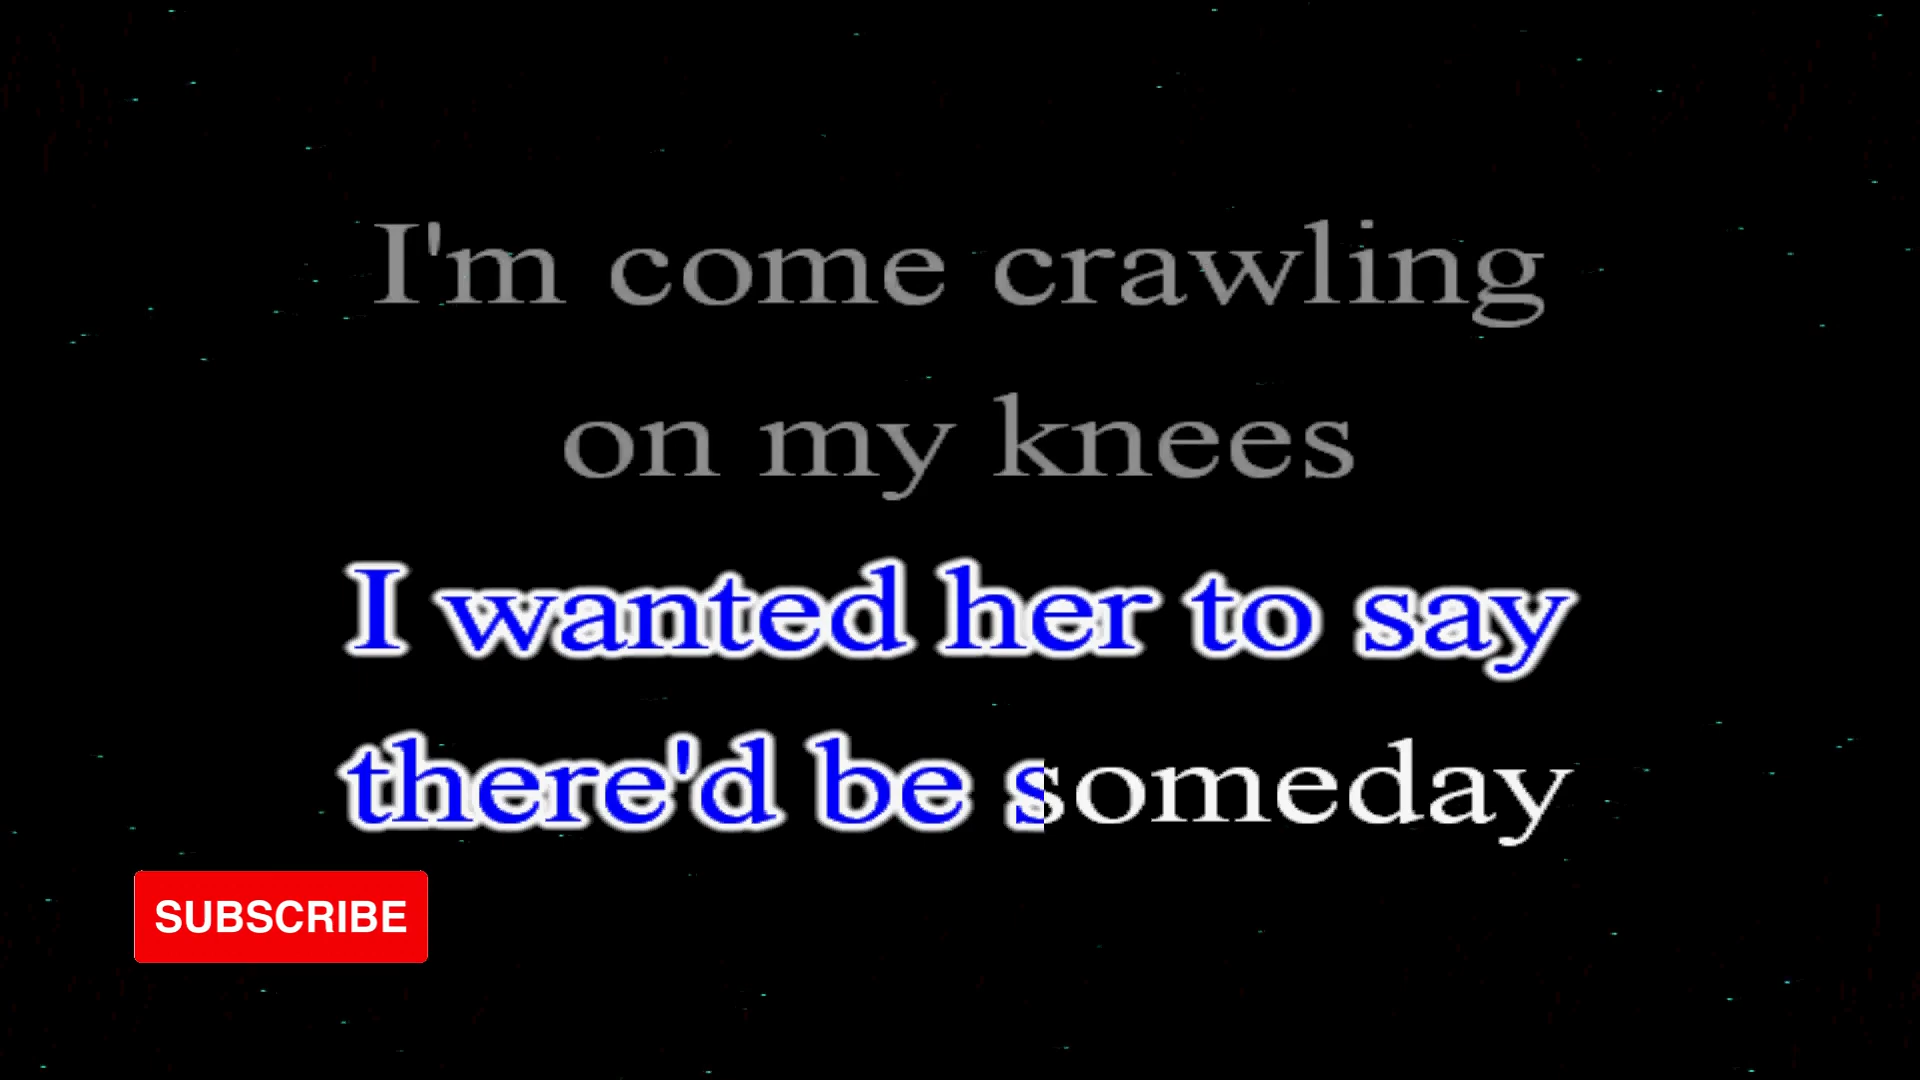 I'm come crawling
on my knees
I wanted her to say
there'd be someday
SUBSCRIBE